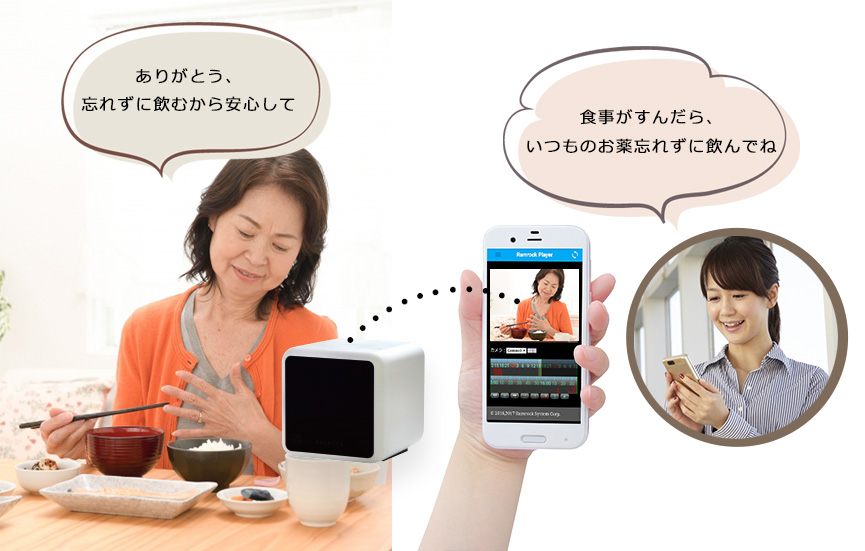 ありがとう、
忘れずに飲むから安心して
食事がすんだら、
いつものお薬忘れずに飲んでね
Ramrock Player
カメラ
© 2016,2017 Ramrock System Corp.